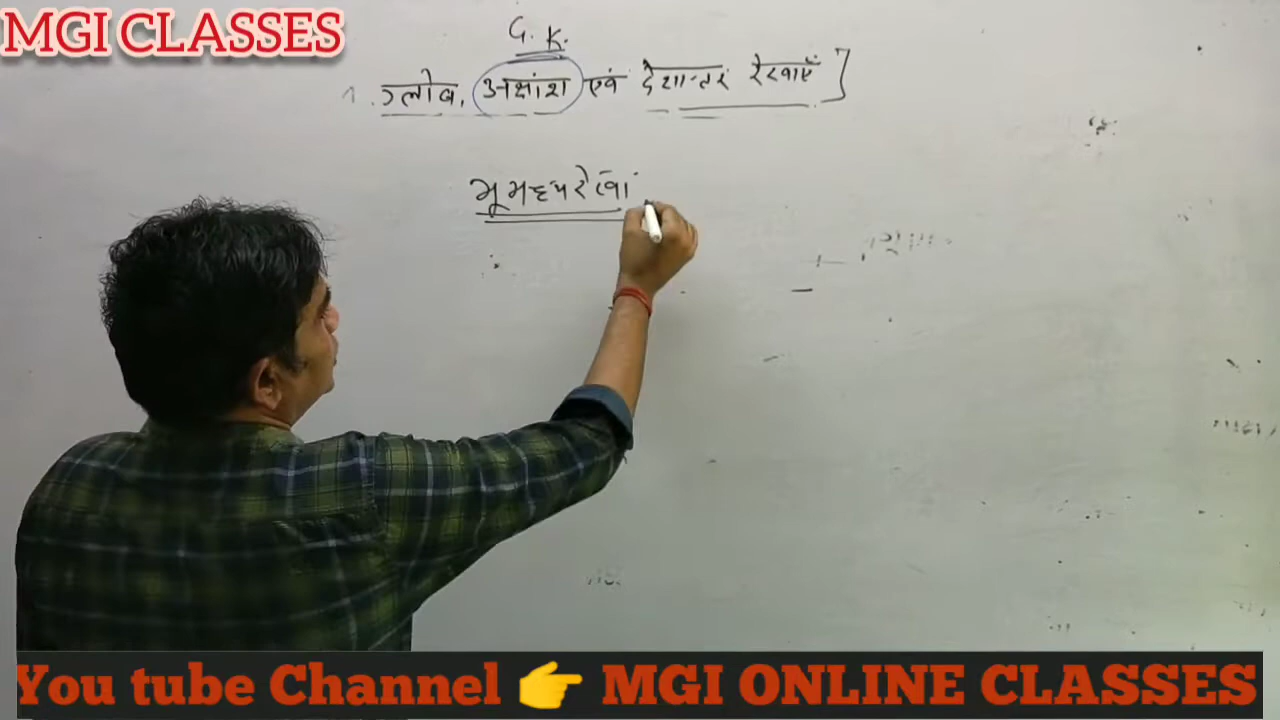 MGI CLASSES
G.K.
1. ग्लोब, अक्षांश एवं देशान्तर रेखाएँ]
भूमध्यरेखां
You tube Channel 👉 MGI ONLINE CLASSES